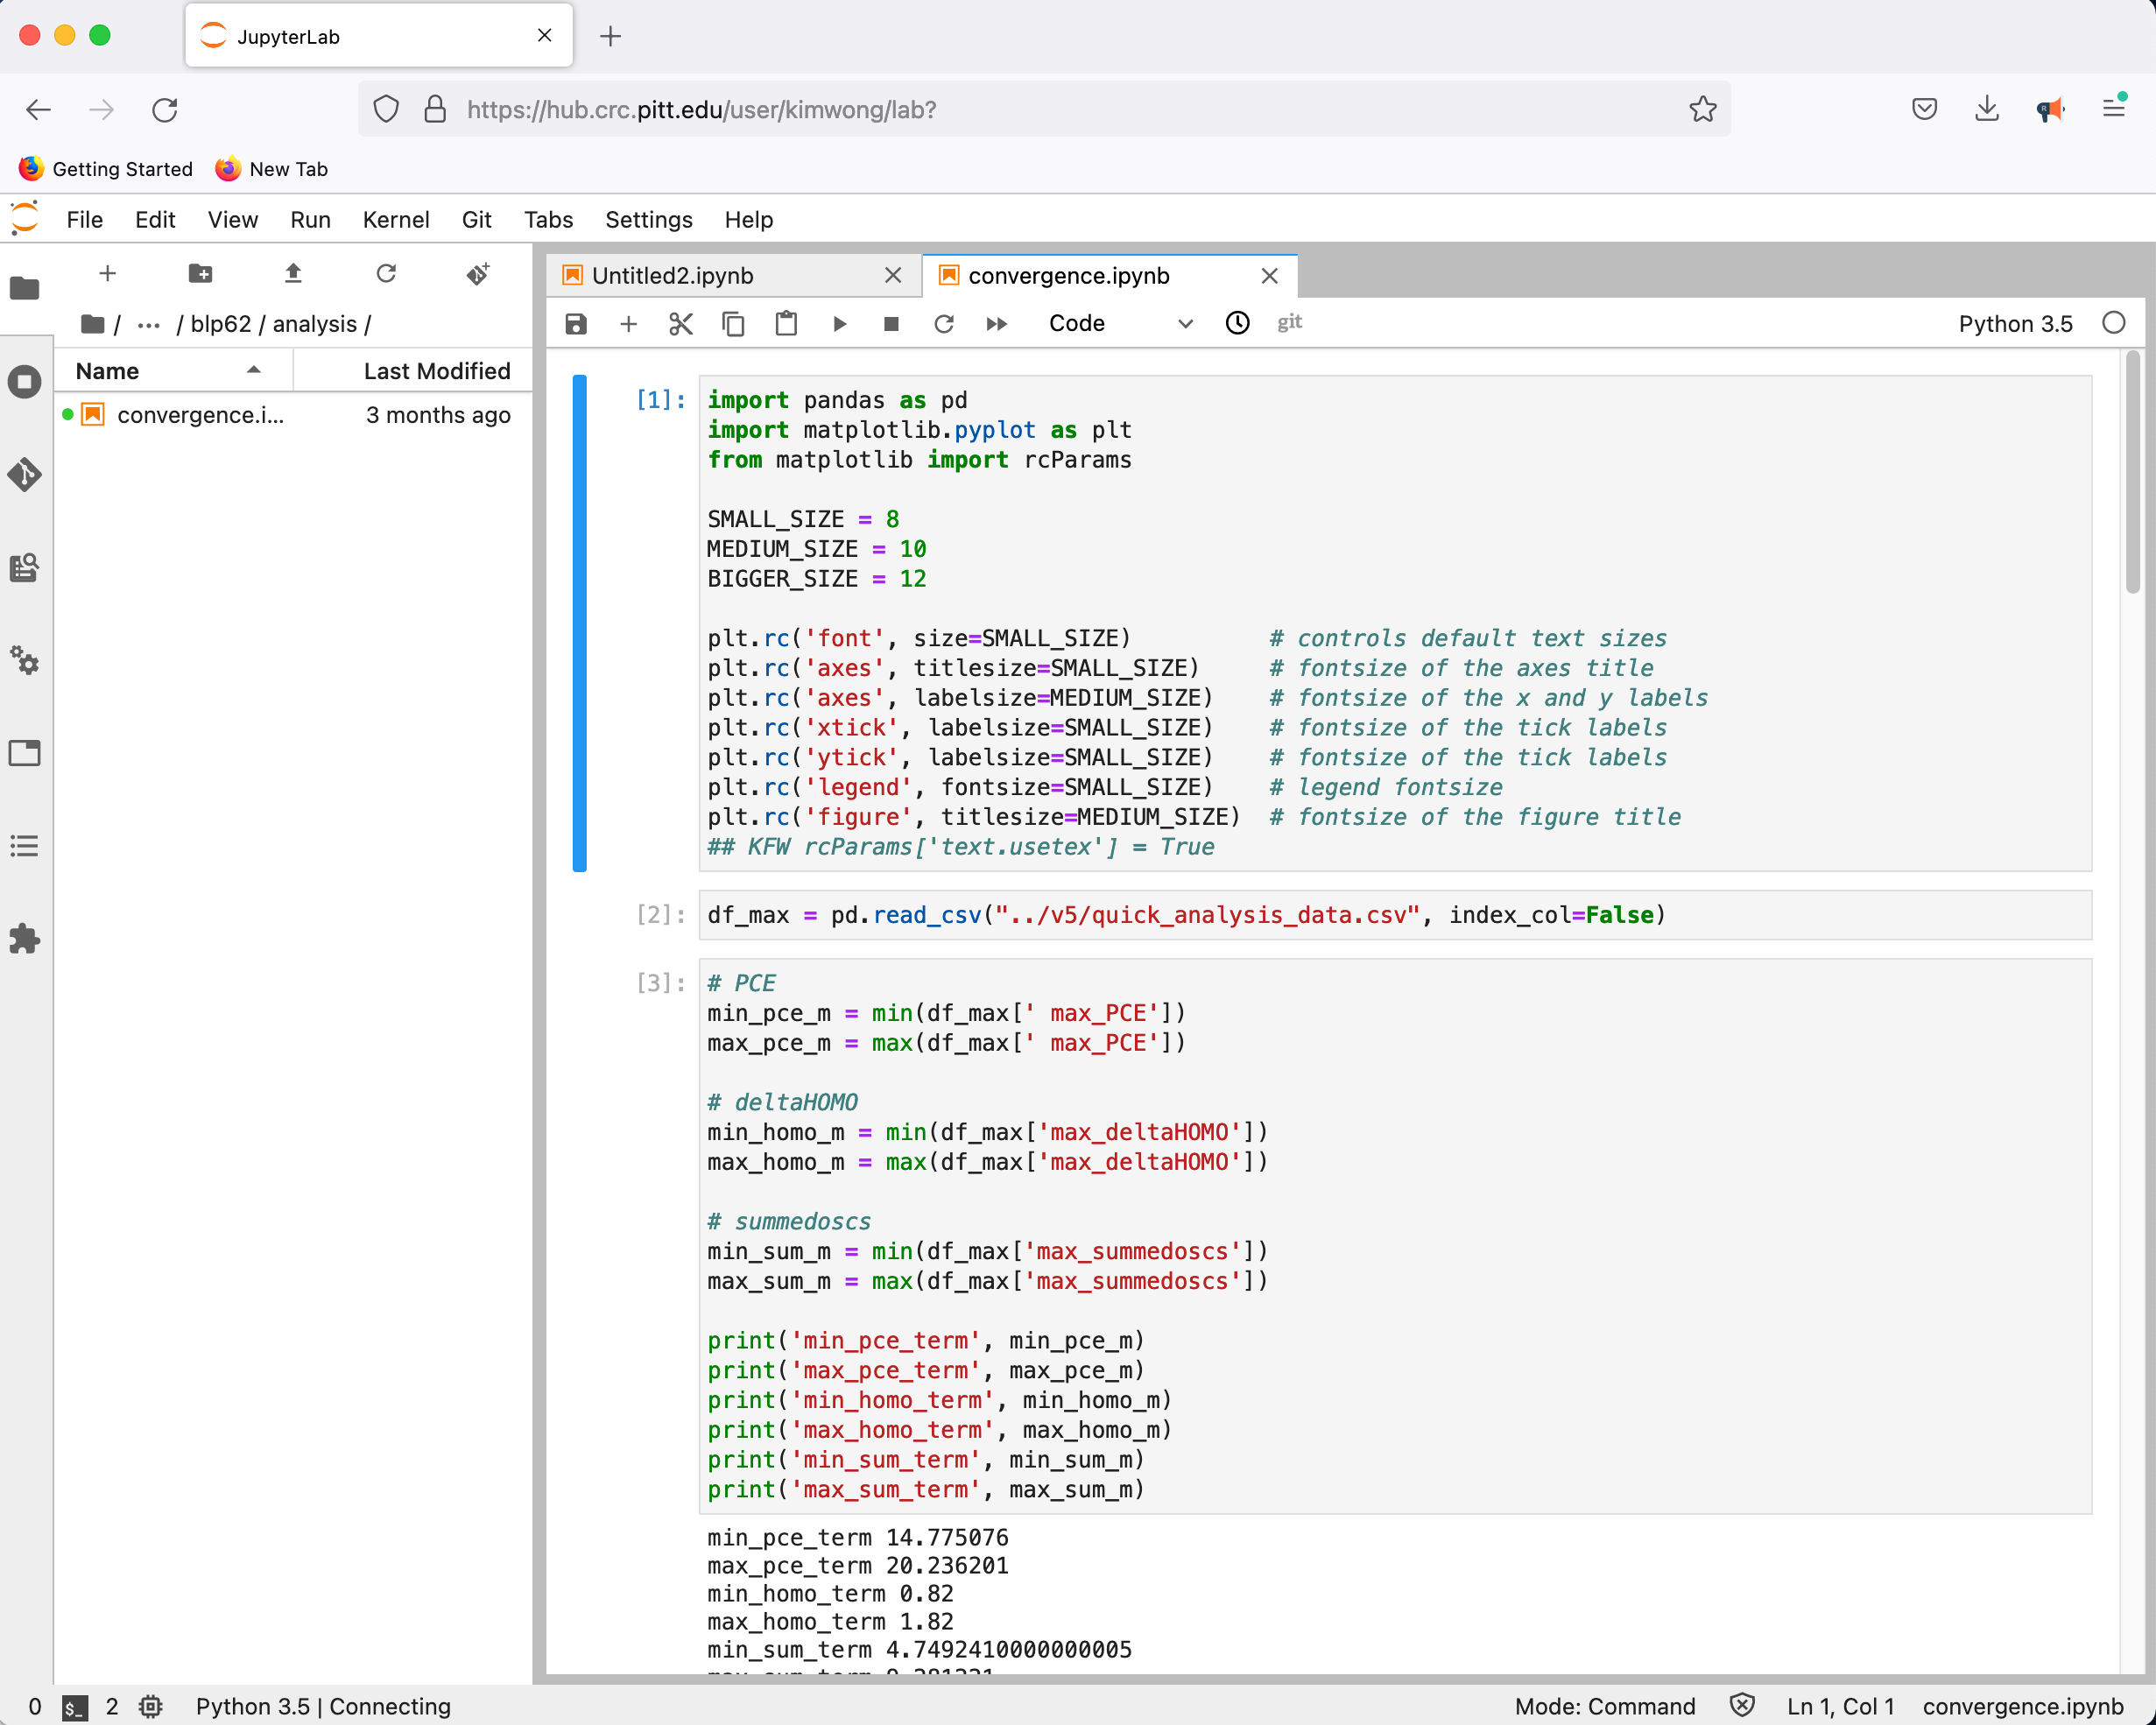 JupyterLab
https://hub.crc.pitt.edu/user/kimwong/lab?
Getting Started New Tab
File Edit View Run Kernel Git Tabs Settings Help
/ ... / blp62 / analysis /
Name Last Modified
convergence.i... 3 months ago
Untitled2.ipynb convergence.ipynb
Code git Python 3.5
[1]: import pandas as pd
import matplotlib.pyplot as plt
from matplotlib import rcParams
SMALL_SIZE = 8
MEDIUM_SIZE = 10
BIGGER_SIZE = 12
plt.rc('font', size=SMALL_SIZE) # controls default text sizes
plt.rc('axes', titlesize=SMALL_SIZE) # fontsize of the axes title
plt.rc('axes', labelsize=MEDIUM_SIZE) # fontsize of the x and y labels
plt.rc('xtick', labelsize=SMALL_SIZE) # fontsize of the tick labels
plt.rc('ytick', labelsize=SMALL_SIZE) # fontsize of the tick labels
plt.rc('legend', fontsize=SMALL_SIZE) # legend fontsize
plt.rc('figure', titlesize=MEDIUM_SIZE) # fontsize of the figure title
## KFW rcParams['text.usetex'] = True
[2]: df_max = pd.read_csv("../v5/quick_analysis_data.csv", index_col=False)
[3]: # PCE
min_pce_m = min(df_max[' max_PCE'])
max_pce_m = max(df_max[' max_PCE'])
# deltaHOMO
min_homo_m = min(df_max['max_deltaHOMO'])
max_homo_m = max(df_max['max_deltaHOMO'])
# summedoscs
min_sum_m = min(df_max['max_summedoscs'])
max_sum_m = max(df_max['max_summedoscs'])
print('min_pce_term', min_pce_m)
print('max_pce_term', max_pce_m)
print('min_homo_term', min_homo_m)
print('max_homo_term', max_homo_m)
print('min_sum_term', min_sum_m)
print('max_sum_term', max_sum_m)
min_pce_term 14.775076
max_pce_term 20.236201
min_homo_term 0.82
max_homo_term 1.82
min_sum_term 4.7492410000000005
0 $_ 2 Python 3.5 | Connecting Mode: Command Ln 1, Col 1 convergence.ipynb